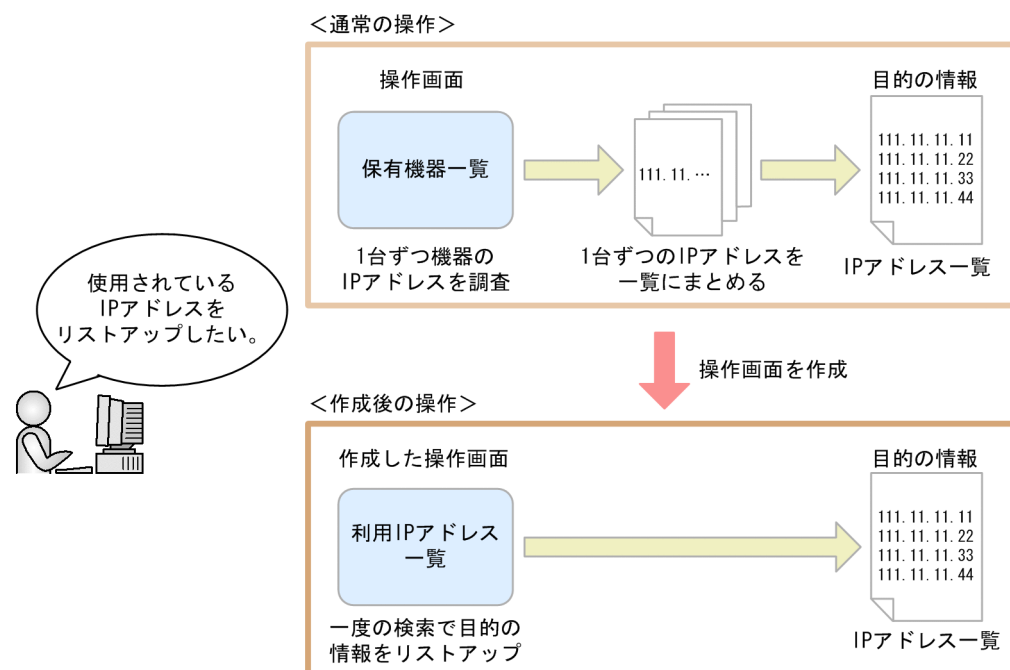 ＜通常の操作＞
操作画面
保有機器一覧
1台ずつ機器の
IPアドレスを調査
111.11.…
1台ずつのIPアドレスを
一覧にまとめる
目的の情報
111.11.11.11
111.11.11.22
111.11.11.33
111.11.11.44
IPアドレス一覧
使用されている
IPアドレスを
リストアップしたい。
操作画面を作成
＜作成後の操作＞
作成した操作画面
利用IPアドレス
一覧
一度の検索で目的の
情報をリストアップ
目的の情報
111.11.11.11
111.11.11.22
111.11.11.33
111.11.11.44
IPアドレス一覧